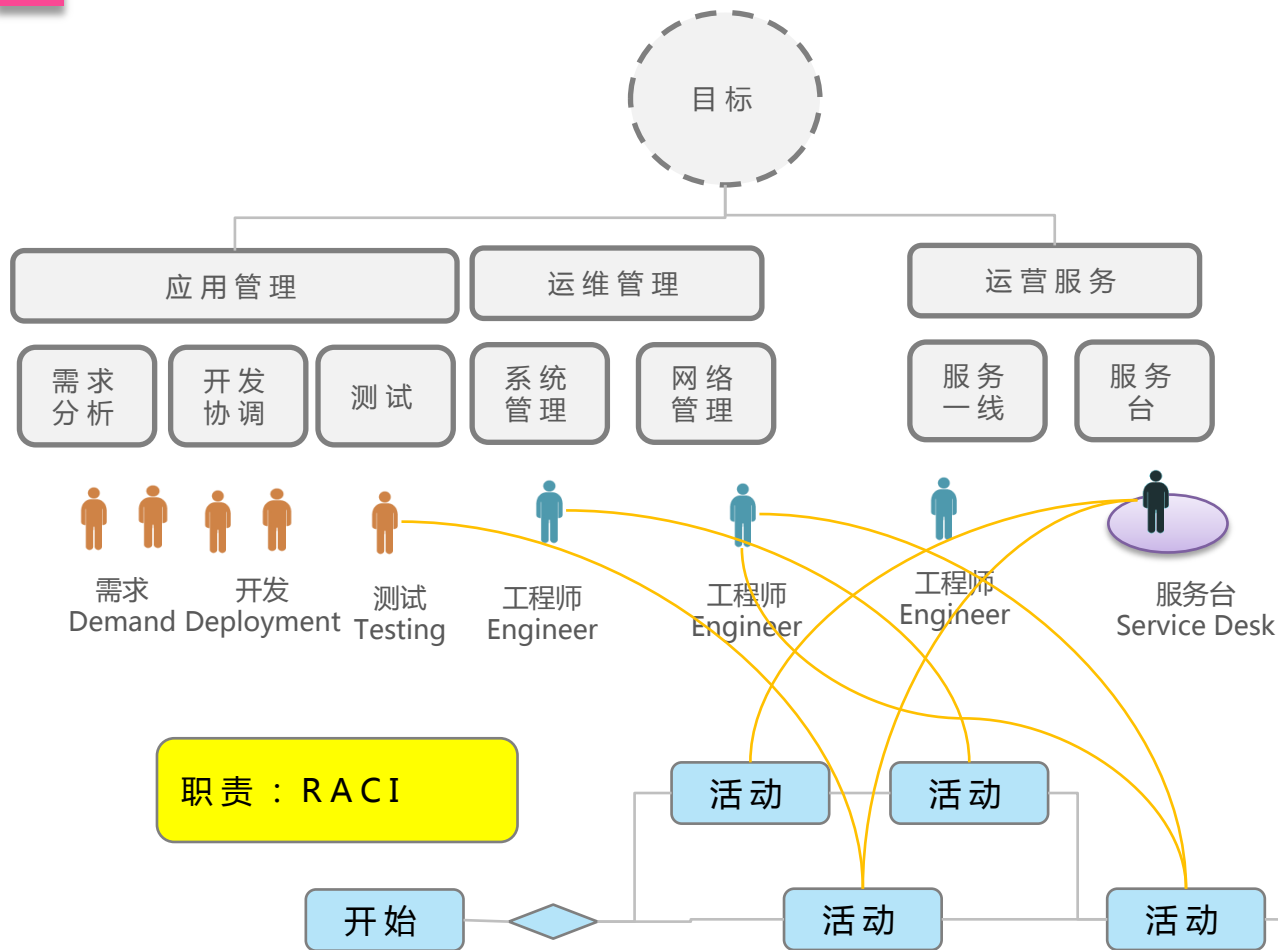 目标
应用管理
运维管理
运营服务
需求
分析
开发
协调
测试
系统
管理
网络
管理
服务
一线
服务
台
需求
Demand
开发
Deployment
测试
Testing
工程师
Engineer
工程师
Engineer
工程师
Engineer
服务台
Service Desk
职责：RACI
活动
活动
开始
活动
活动